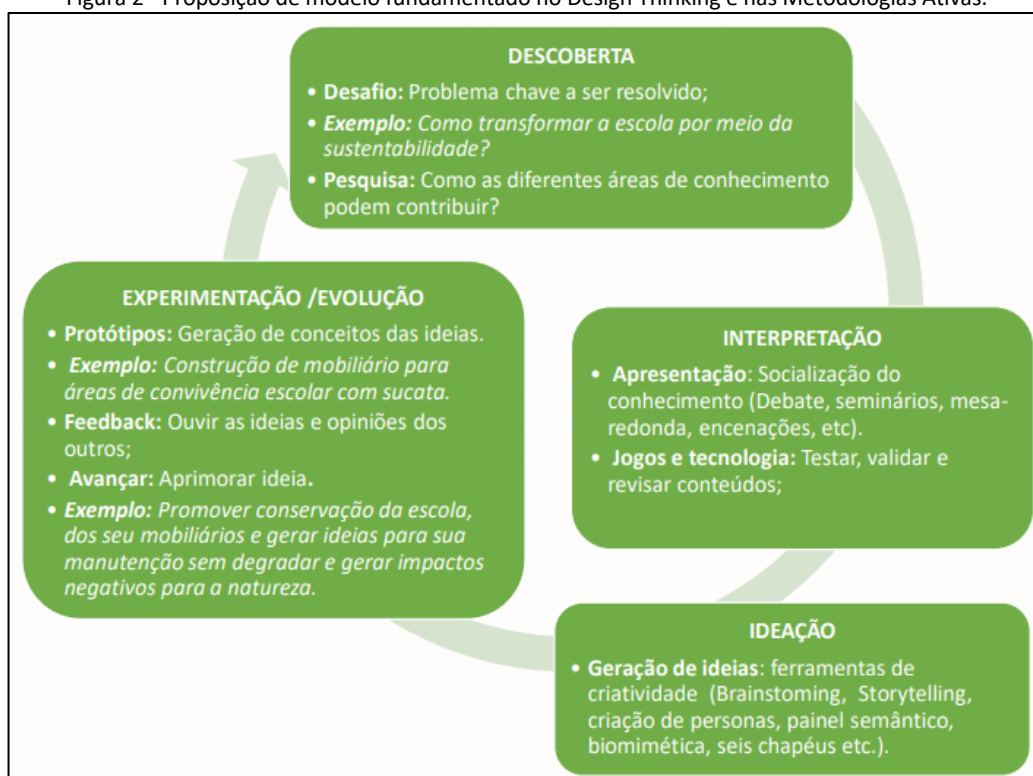 Figura 2 - Proposição de modelo fundamentado no Design Thinking e nas Metodologias Ativas.
DESCOBERTA
• Desafio: Problema chave a ser resolvido;
• Exemplo: Como transformar a escola por meio da
sustentabilidade?
• Pesquisa: Como as diferentes áreas de conhecimento
podem contribuir?
INTERPRETAÇÃO
• Apresentação: Socialização do
conhecimento (Debate, seminários, mesa-
redonda, encenações, etc).
• Jogos e tecnologia: Testar, validar e
revisar conteúdos;
IDEAÇÃO
• Geração de ideias: ferramentas de
criatividade (Brainstoming, Storytelling,
criação de personas, painel semântico,
biomimética, seis chapéus etc.).
EXPERIMENTAÇÃO /EVOLUÇÃO
• Protótipos: Geração de conceitos das ideias.
• Exemplo: Construção de mobiliário para
áreas de convivência escolar com sucata.
• Feedback: Ouvir as ideias e opiniões dos
outros;
• Avançar: Aprimorar ideia.
• Exemplo: Promover conservação da escola,
dos seu mobiliários e gerar ideias para sua
manutenção sem degradar e gerar impactos
negativos para a natureza.